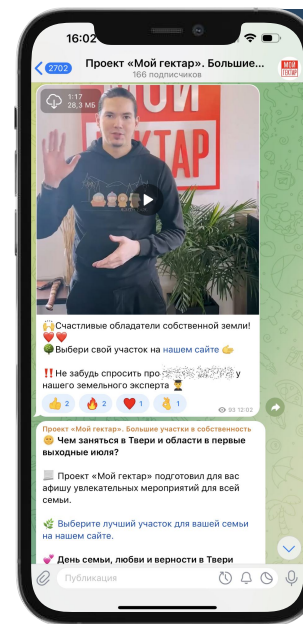 16:02
2702
Проект «Мой гектар». Большие...
166 подписчиков
МОЙ
ГЕКТАР
1:17
28,3 МБ
МОЙ
ГЕКТАР
🙌Счастливые обладатели собственной земли!
❤️❤️
🌳Выбери свой участок на нашем сайте 👉
‼️Не забудь спросить про
у
нашего земельного эксперта
👍 2 🔥 2 ❤️ 1 1
93 12:02
Проект «Мой гектар». Большие участки в собственность
Чем заняться в Твери и области в первые
выходные июля?
Проект «Мой гектар» подготовил для вас
афишу увлекательных мероприятий для всей
семьи.
🌿 Выберите лучший участок для вашей семьи
на нашем сайте.
💕 День семьи, любви и верности в Твери
Публикация